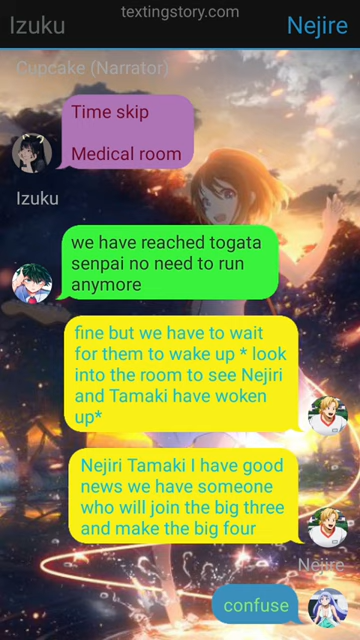 textingstory.com
Izuku
Nejire
Cupcake (Narrator)
Time skip
Medical room
Izuku
we have reached togata
senpai no need to run
anymore
fine but we have to wait
for them to wake up * look
into the room to see Nejiri
and Tamaki have woken
up*
Nejiri Tamaki I have good
news we have someone
who will join the big three
and make the big four
Nejire
confuse